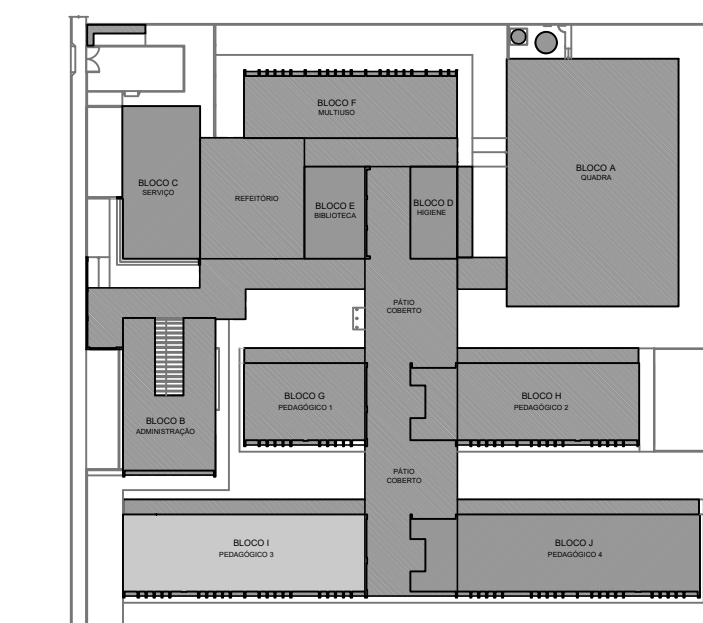 BLOCO F
MULTIUSO
BLOCO A
QUADRA
BLOCO C
SERVIÇO
REFEITÓRIO
BLOCO E
BIBLIOTECA
BLOCO D
HIGIENE
PÁTIO
COBERTO
BLOCO G
PEDAGÓGICO 1
BLOCO H
PEDAGÓGICO 2
BLOCO B
ADMINISTRAÇÃO
PÁTIO
COBERTO
BLOCO I
PEDAGÓGICO 3
BLOCO J
PEDAGÓGICO 4